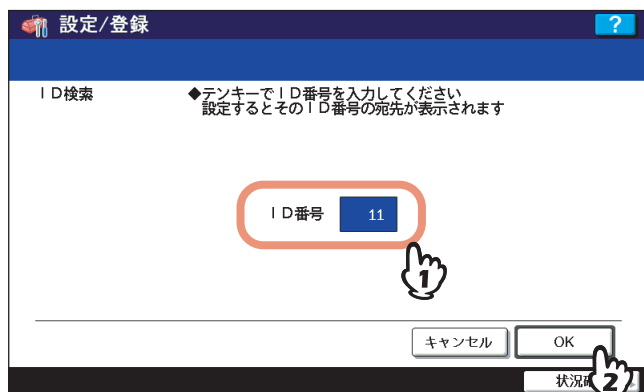 設定/登録
?
ID検索
◆テンキーでID番号を入力してください
設定するとそのID番号の宛先が表示されます
ID番号
11
1
キャンセル
OK
状況
2